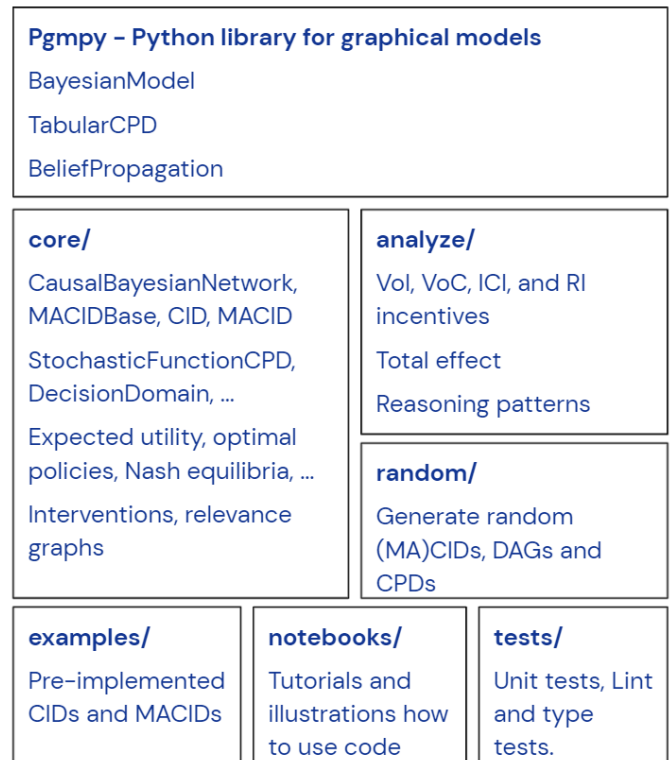 Pgmpy – Python library for graphical models
BayesianModel
TabularCPD
BeliefPropagation
core/
CausalBayesianNetwork,
MACIDBase, CID, MACID
StochasticFunctionCPD,
DecisionDomain, ...
Expected utility, optimal
policies, Nash equilibria, ...
Interventions, relevance
graphs
analyze/
VoI, VoC, ICI, and RI
incentives
Total effect
Reasoning patterns
random/
Generate random
(MA)CIDs, DAGs and
CPDs
examples/
Pre-implemented
CIDs and MACIDs
notebooks/
Tutorials and
illustrations how
to use code
tests/
Unit tests, Lint
and type
tests.